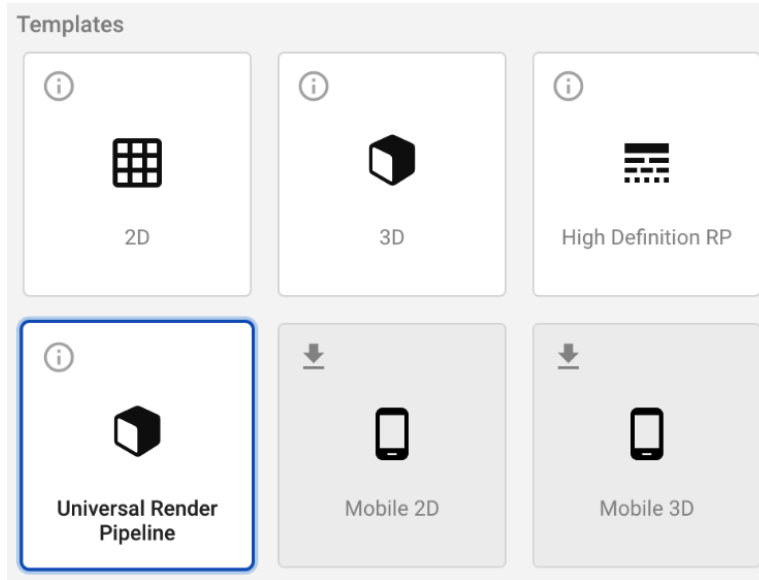 Templates
2D
3D
High Definition RP
Universal Render
Pipeline
Mobile 2D
Mobile 3D